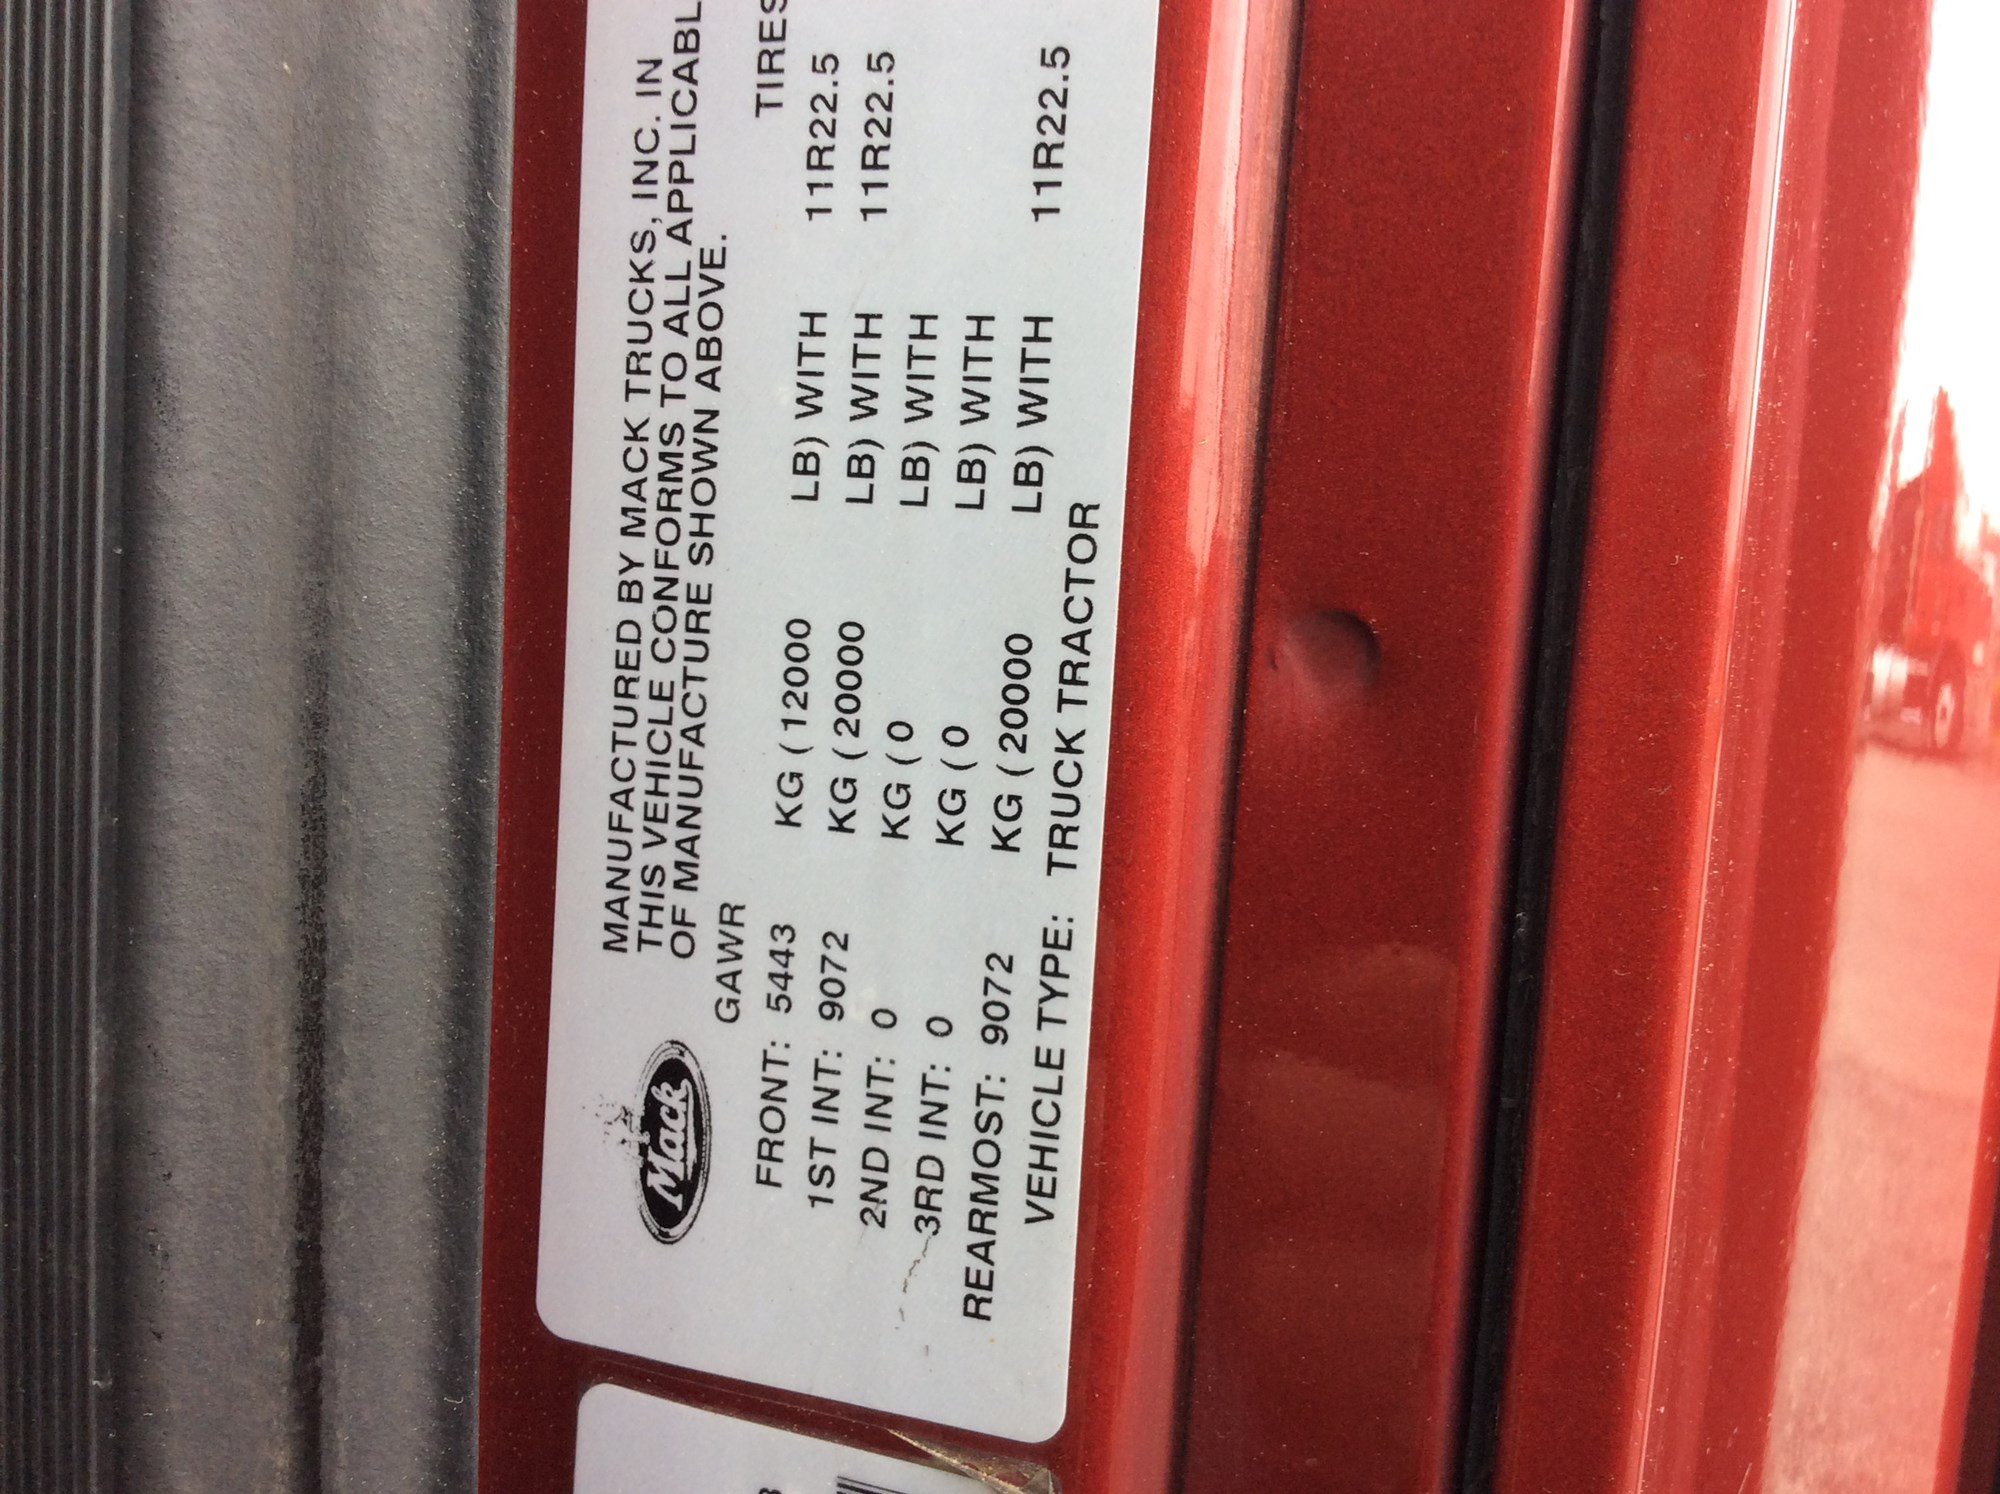 MANUFACTURED BY MACK TRUCKS, INC. IN
THIS VEHICLE CONFORMS TO ALL APPLICABL
OF MANUFACTURE SHOWN ABOVE.
Mack
GAWR TIRES
FRONT: 5443 KG ( 12000 LB) WITH 11R22.5
1ST INT: 9072 KG ( 20000 LB) WITH 11R22.5
2ND INT: 0 KG ( 0 LB) WITH
3RD INT: 0 KG ( 0 LB) WITH
REARMOST: 9072 KG ( 20000 LB) WITH 11R22.5
VEHICLE TYPE: TRUCK TRACTOR